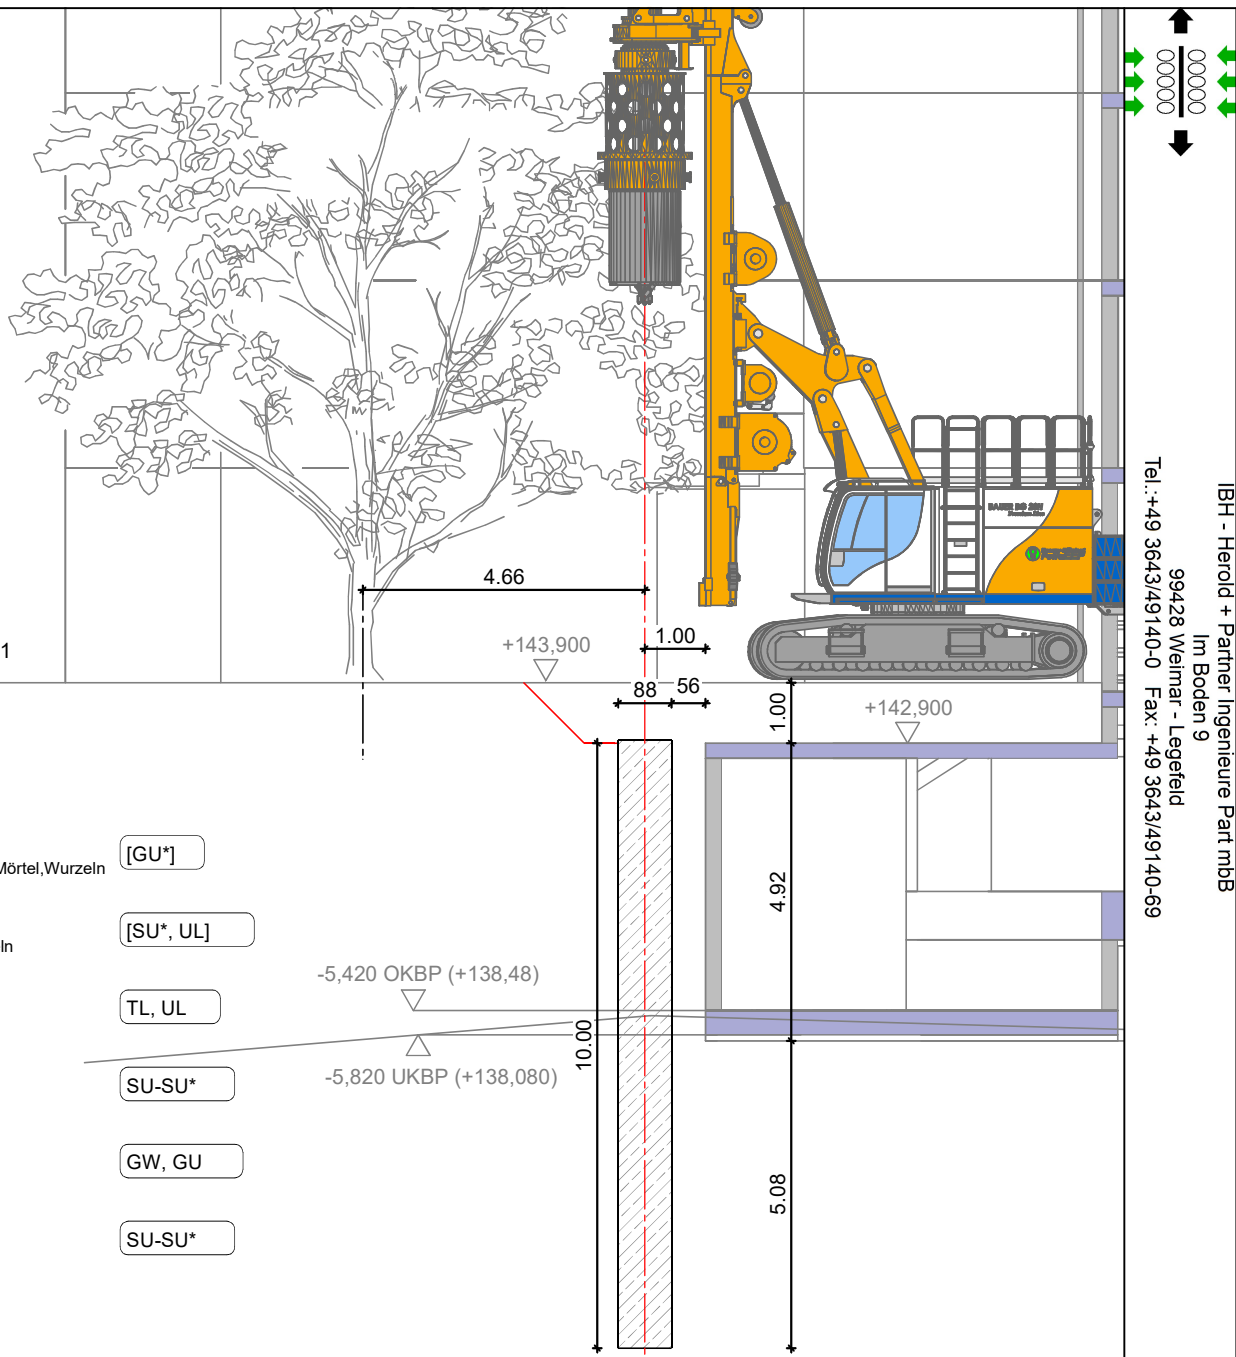 IBH - Herold + Partner Ingenieure Part mbB
Im Boden 9
99428 Weimar - Legefeld
Tel.:+49 3643/49140-0 Fax: +49 3643/49140-69
4.66
+143,900
1.00
1
88
56
1.00
+142,900
[GU*]
Mörtel,Wurzeln
4.92
[SU*, UL]
ln
-5,420 OKBP (+138,48)
TL, UL
10.00
-5,820 UKBP (+138,080)
SU-SU*
GW, GU
5.08
SU-SU*